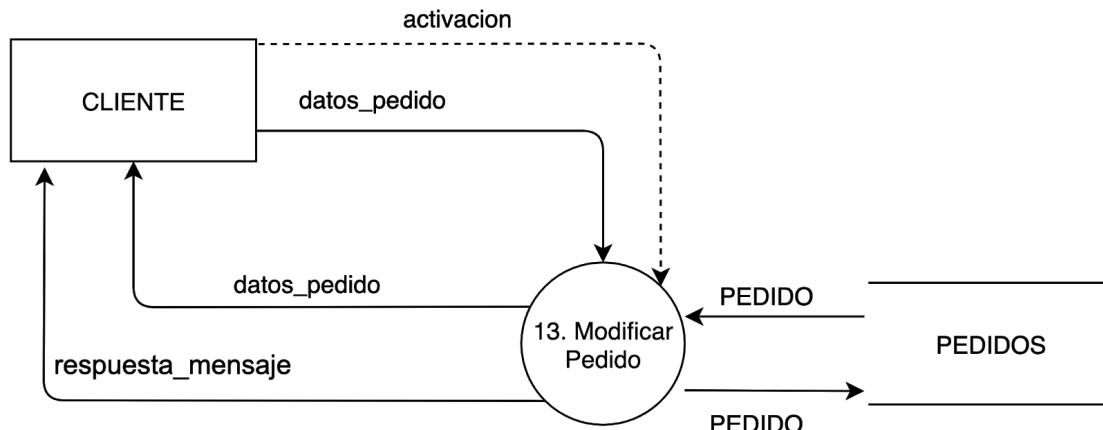 activacion
CLIENTE
datos_pedido
datos_pedido
PEDIDO
13. Modificar
Pedido
PEDIDOS
respuesta_mensaje
PEDIDO